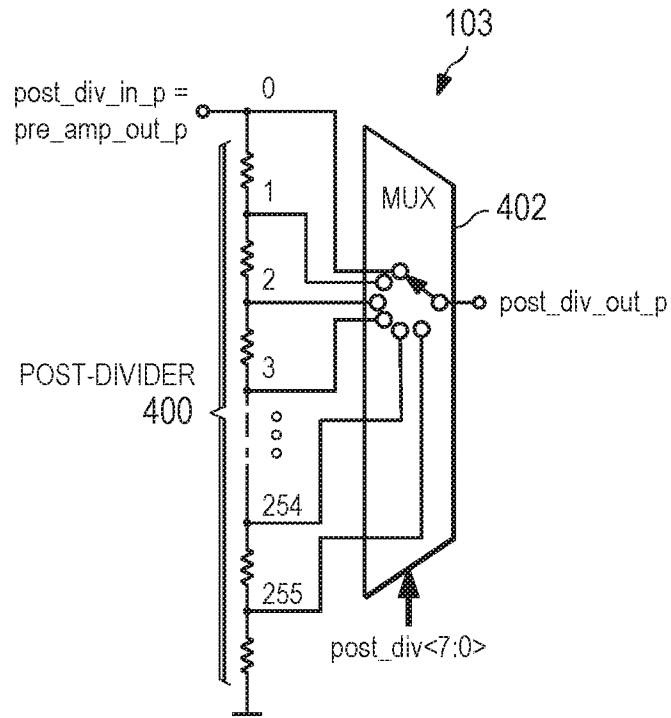 103
post_div_in_p =
pre_amp_out_p
0
1
MUX
402
2
post_div_out_p
3
POST-DIVIDER
400
254
255
post_div<7:0>